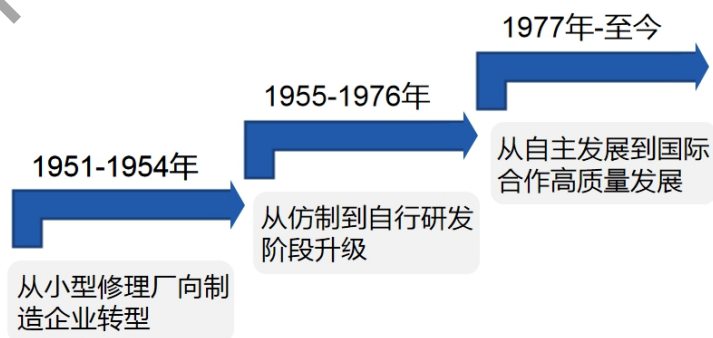 1977年-至今
1955-1976年
从自主发展到国际
合作高质量发展
1951-1954年
从仿制到自行研发
阶段升级
从小型修理厂向制
造企业转型